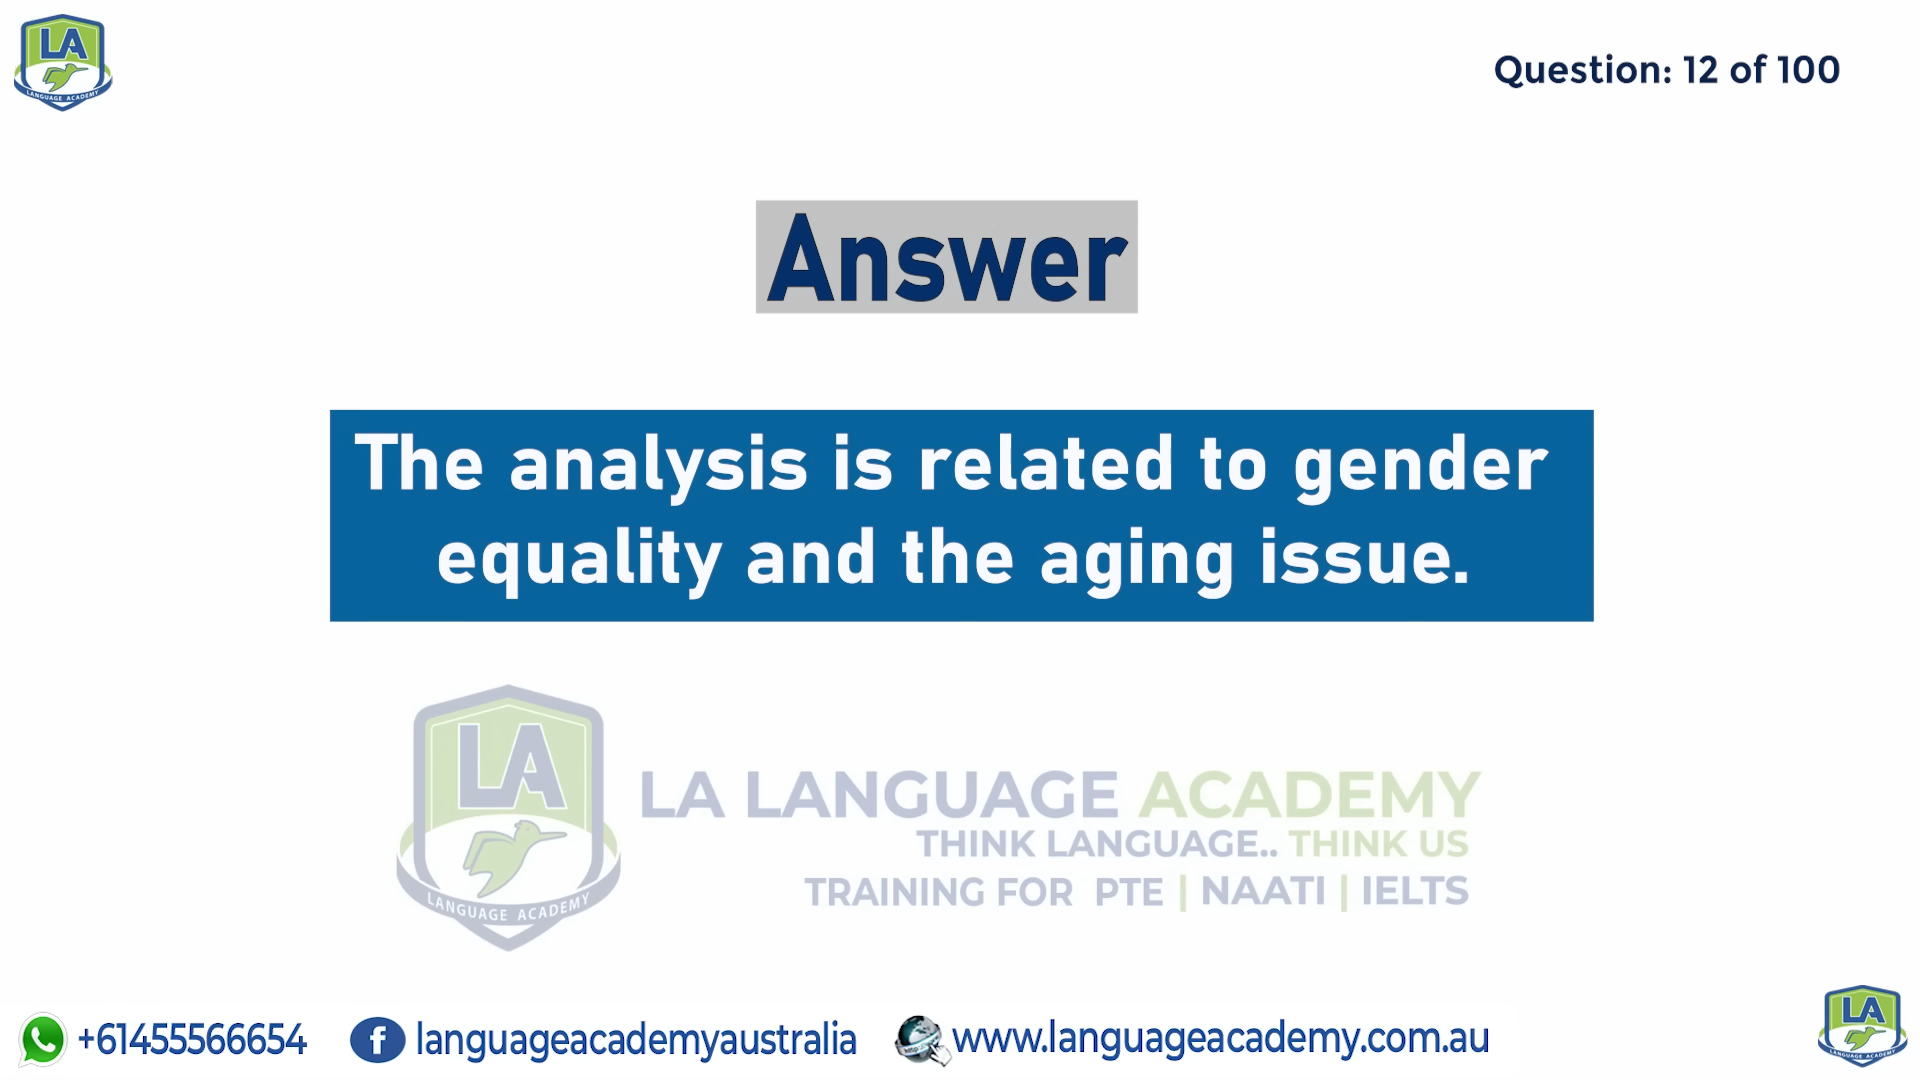 LA
LANGUAGE ACADEMY
Question: 12 of 100
Answer
The analysis is related to gender
equality and the aging issue.
LA
LANGUAGE ACADEMY
LA LANGUAGE ACADEMY
THINK LANGUAGE.. THINK US
TRAINING FOR PTE | NAATI | IELTS
+61455566654
languageacademyaustralia
www.languageacademy.com.au
LA
LANGUAGE ACADEMY